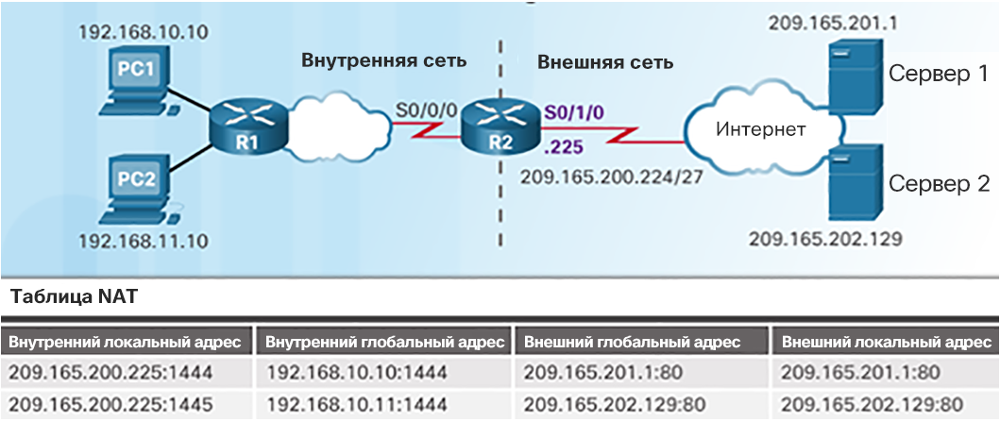 192.168.10.10
209.165.201.1
PC1
Внутренняя сеть
Внешняя сеть
Сервер 1
S0/0/0
S0/1/0
R1
R2
.225
Интернет
PC2
209.165.200.224/27
Сервер 2
192.168.11.10
209.165.202.129
Таблица NAT
Внутренний локальный адрес Внутренний глобальный адрес Внешний глобальный адрес Внешний локальный адрес
209.165.200.225:1444 192.168.10.10:1444 209.165.201.1:80 209.165.201.1:80
209.165.200.225:1445 192.168.10.11:1444 209.165.202.129:80 209.165.202.129:80